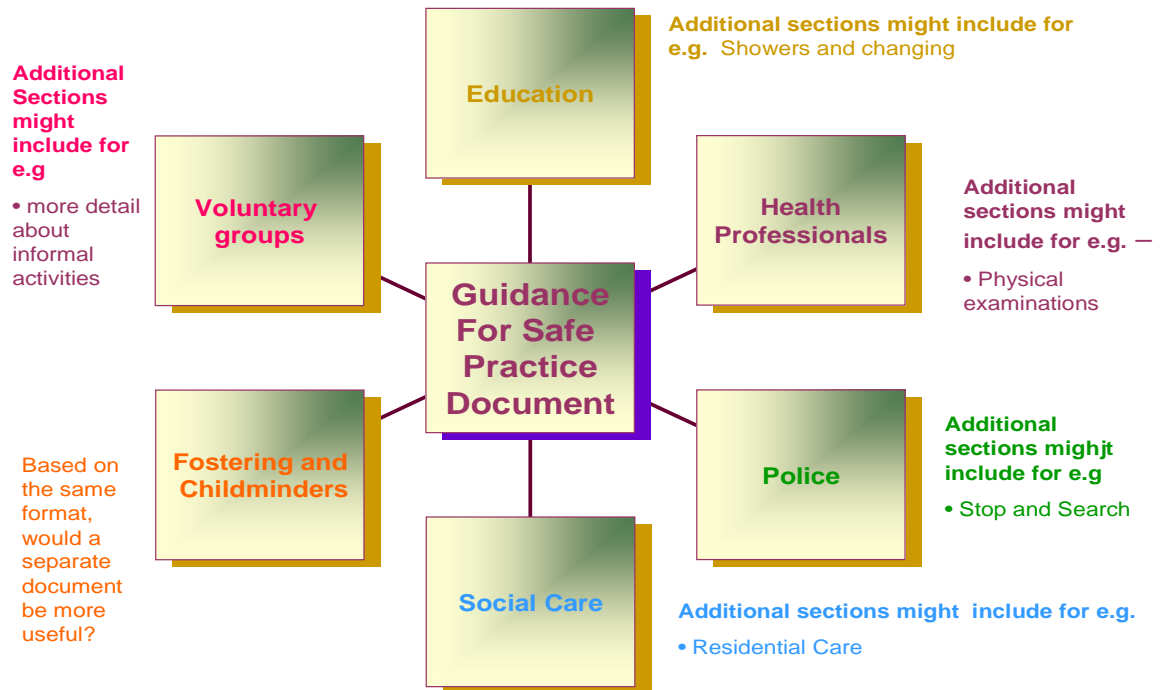 Additional sections might include for
e.g. Showers and changing
Education
Additional
Sections
might
include for
e.g
• more detail
about
informal
activities
Voluntary
groups
Health
Professionals
Additional
sections might
include for e.g. –
• Physical
examinations
Guidance
For Safe
Practice
Document
Based on
the same
format,
would a
separate
document
be more
useful?
Fostering and
Childminders
Police
Additional
sections mighjt
include for e.g
• Stop and Search
Social Care
Additional sections might include for e.g.
• Residential Care